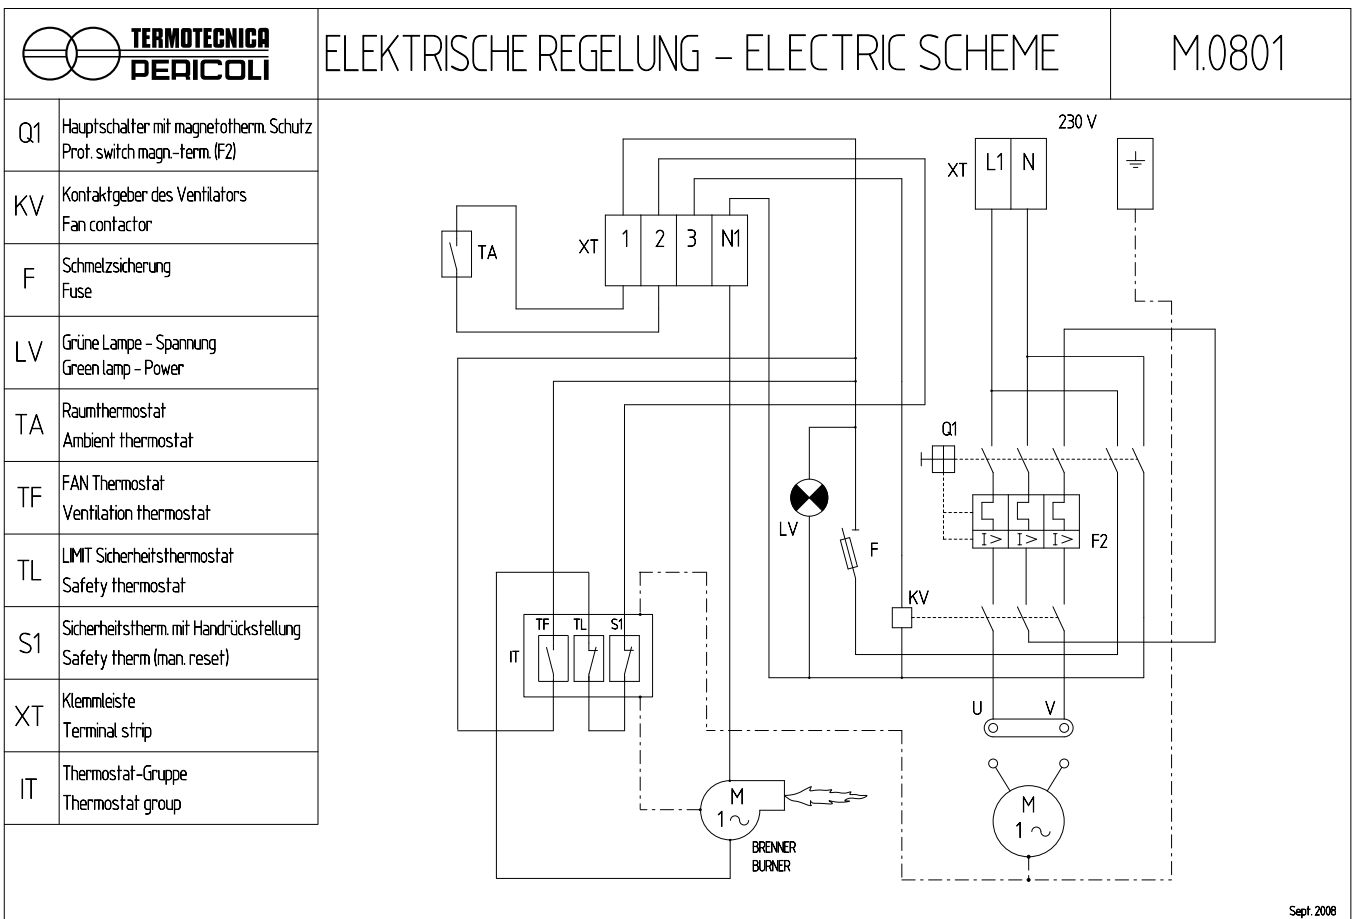 TERMOTECNICA
PERICOLI
ELEKTRISCHE REGELUNG – ELECTRIC SCHEME
M.0801
Q1
Hauptschalter mit magnetotherm. Schutz
Prot. switch magn.-term. (F2)
KV
Kontaktgeber des Ventilators
Fan contactor
F
Schmelzsicherung
Fuse
LV
Grüne Lampe - Spannung
Green lamp - Power
TA
Raumthermostat
Ambient thermostat
TF
FAN Thermostat
Ventilation thermostat
TL
LIMIT Sicherheitsthermostat
Safety thermostat
S1
Sicherheitstherm. mit Handrückstellung
Safety therm (man. reset)
XT
Klemmleiste
Terminal strip
IT
Thermostat-Gruppe
Thermostat group
230 V
XT
L1 N
TA
XT
1 2 3 N1
Q1
LV
F
I> I> I>
F2
KV
TF TL S1
IT
U V
M
1 ~
BRENNER
BURNER
M
1 ~
Sept. 2008